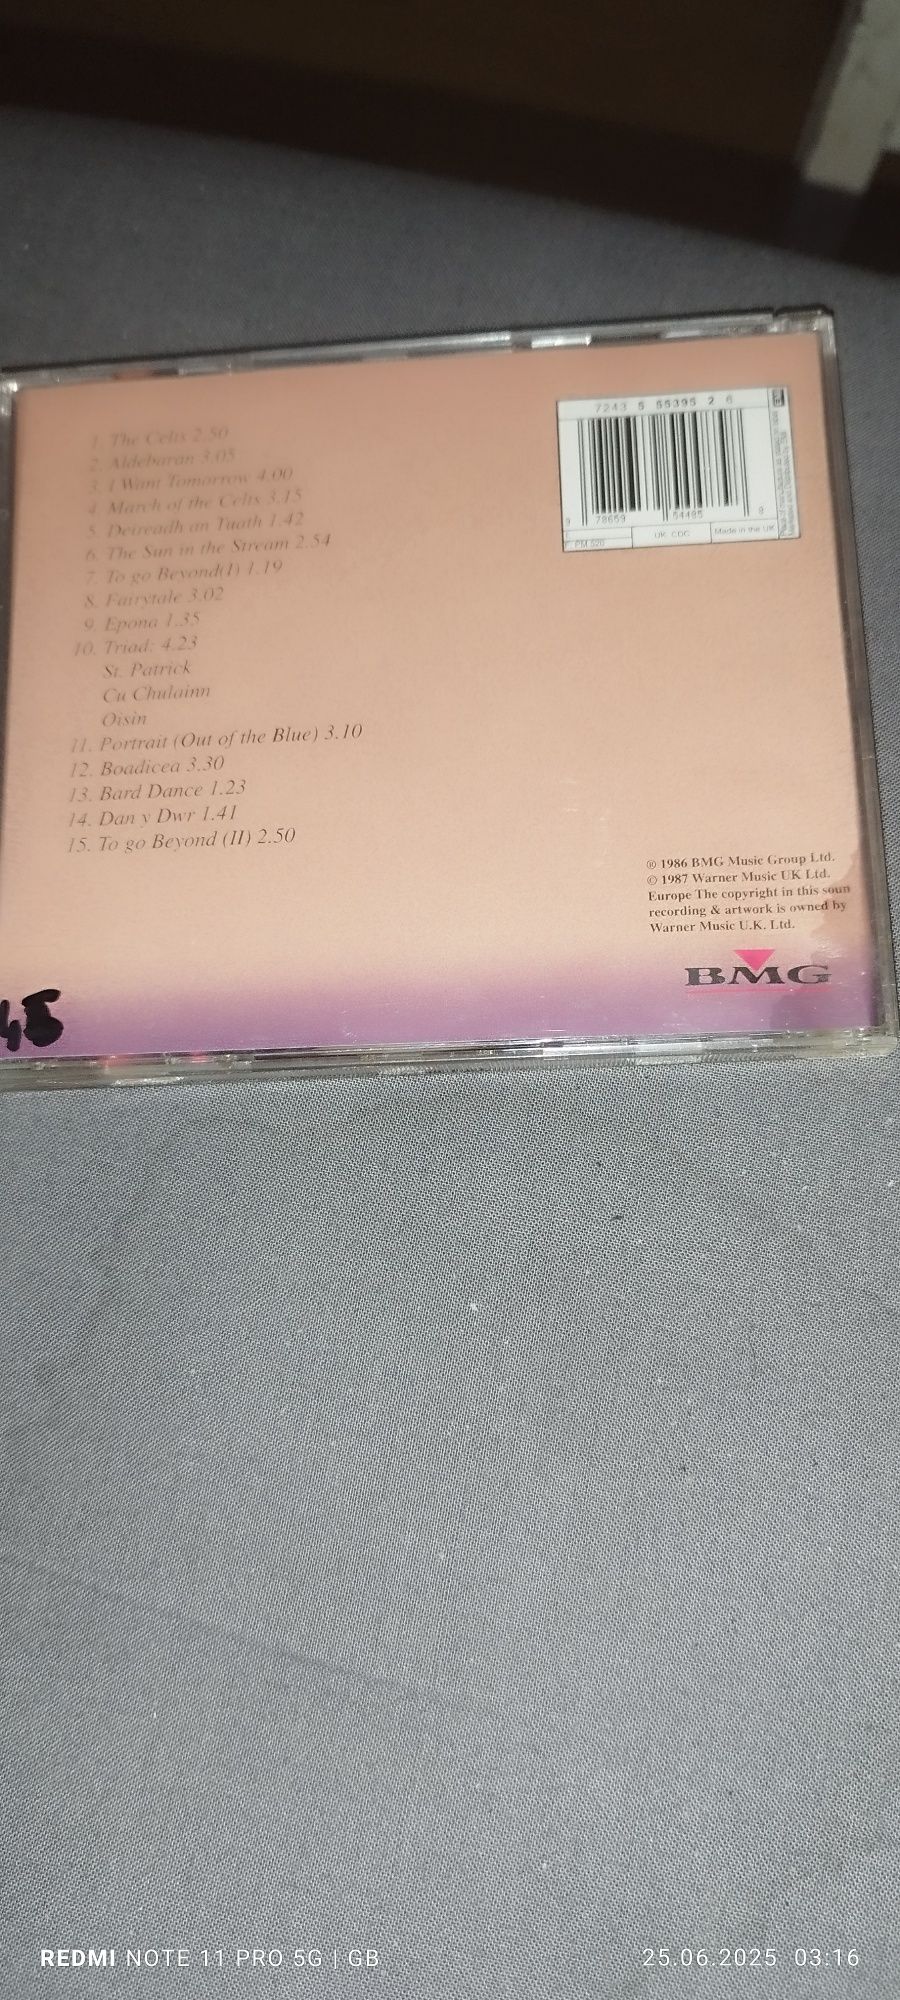 1. The Celts 2.50
2. Aldebaran 3.05
3. I Want Tomorrow 4.00
4. March of the Celts 3.15
5. Deireadh an Tuath 1.42
6. The Sun in the Stream 2.54
7. To go Beyond(I) 1.19
8. Fairytale 3.02
9. Epona 1.35
10. Triad: 4.23
St. Patrick
Cu Chulainn
Oisin
11. Portrait (Out of the Blue) 3.10
12. Boadicea 3.30
13. Bard Dance 1.23
14. Dan y Dwr 1.41
15. To go Beyond (II) 2.50
7243 5 55395 2 6
9 78659 54485 8
PM 520
UK: CDC
Made in the UK
℗ 1986 BMG Music Group Ltd.
© 1987 Warner Music UK Ltd.
Europe The copyright in this soun
recording & artwork is owned by
Warner Music U.K. Ltd.
BMG
45
REDMI NOTE 11 PRO 5G | GB
25.06.2025 03:16